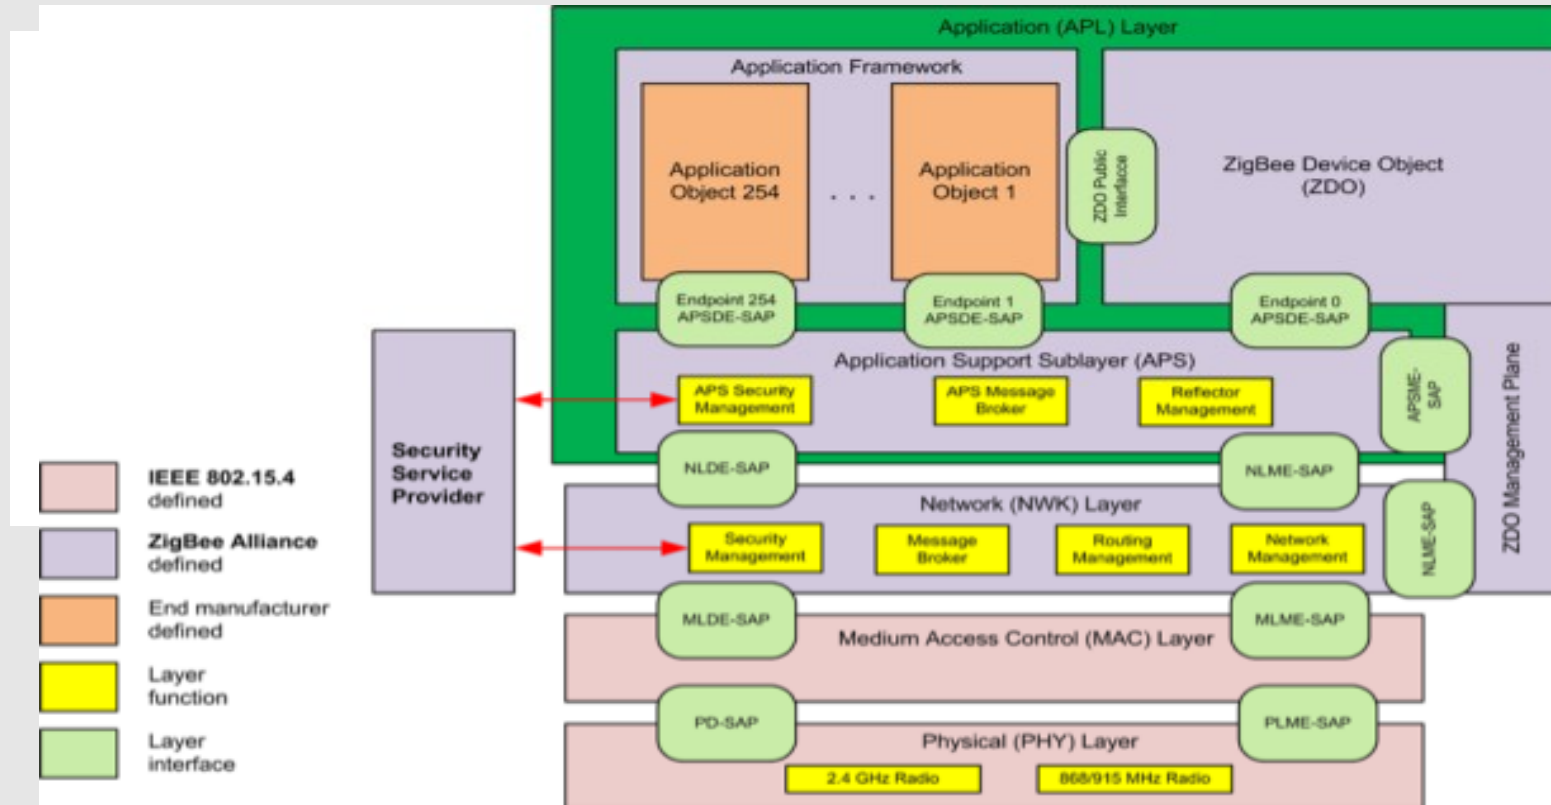 Application (APL) Layer
Application Framework
Application
Object 254
. . .
Application
Object 1
ZDO Public
Interfacce
ZigBee Device Object
(ZDO)
Endpoint 254
APSDE-SAP
Endpoint 1
APSDE-SAP
Endpoint 0
APSDE-SAP
Application Support Sublayer (APS)
APS Security
Management
APS Message
Broker
Reflector
Management
APSME-
SAP
ZDO Management Plane
Security
Service
Provider
NLDE-SAP
NLME-SAP
Network (NWK) Layer
Security
Management
Message
Broker
Routing
Management
Network
Management
NLME-SAP
MLDE-SAP
MLME-SAP
Medium Access Control (MAC) Layer
PD-SAP
PLME-SAP
Physical (PHY) Layer
2.4 GHz Radio
868/915 MHz Radio
IEEE 802.15.4
defined
ZigBee Alliance
defined
End manufacturer
defined
Layer
function
Layer
interface